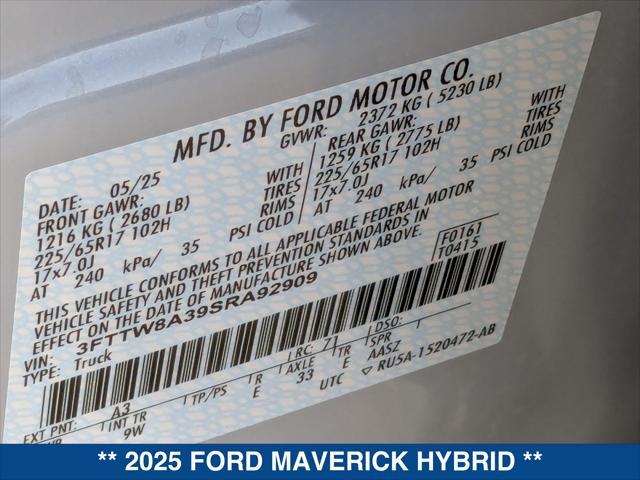 MFD. BY FORD MOTOR CO.
DATE: 05/25
GVWR: 2372 KG ( 5230 LB)
FRONT GAWR:
1216 KG ( 2680 LB) WITH
225/65R17 102H TIRES
17x7.0J RIMS
AT 240 kPa/ 35 PSI COLD
REAR GAWR:
1259 KG ( 2775 LB) WITH
225/65R17 102H TIRES
17x7.0J RIMS
AT 240 kPa/ 35 PSI COLD
THIS VEHICLE CONFORMS TO ALL APPLICABLE FEDERAL MOTOR
VEHICLE SAFETY AND THEFT PREVENTION STANDARDS IN
EFFECT ON THE DATE OF MANUFACTURE SHOWN ABOVE.
F0161
T0415
VIN: 3FTTW8A39SRA92909
TYPE: Truck
EXT PNT: A3 RC: 71 DSO:
INT TR TP/PS R AXLE TR SPR
9W E 33 E AASZ
UTC ▽ RU5A-1520472-AB
** 2025 FORD MAVERICK HYBRID **